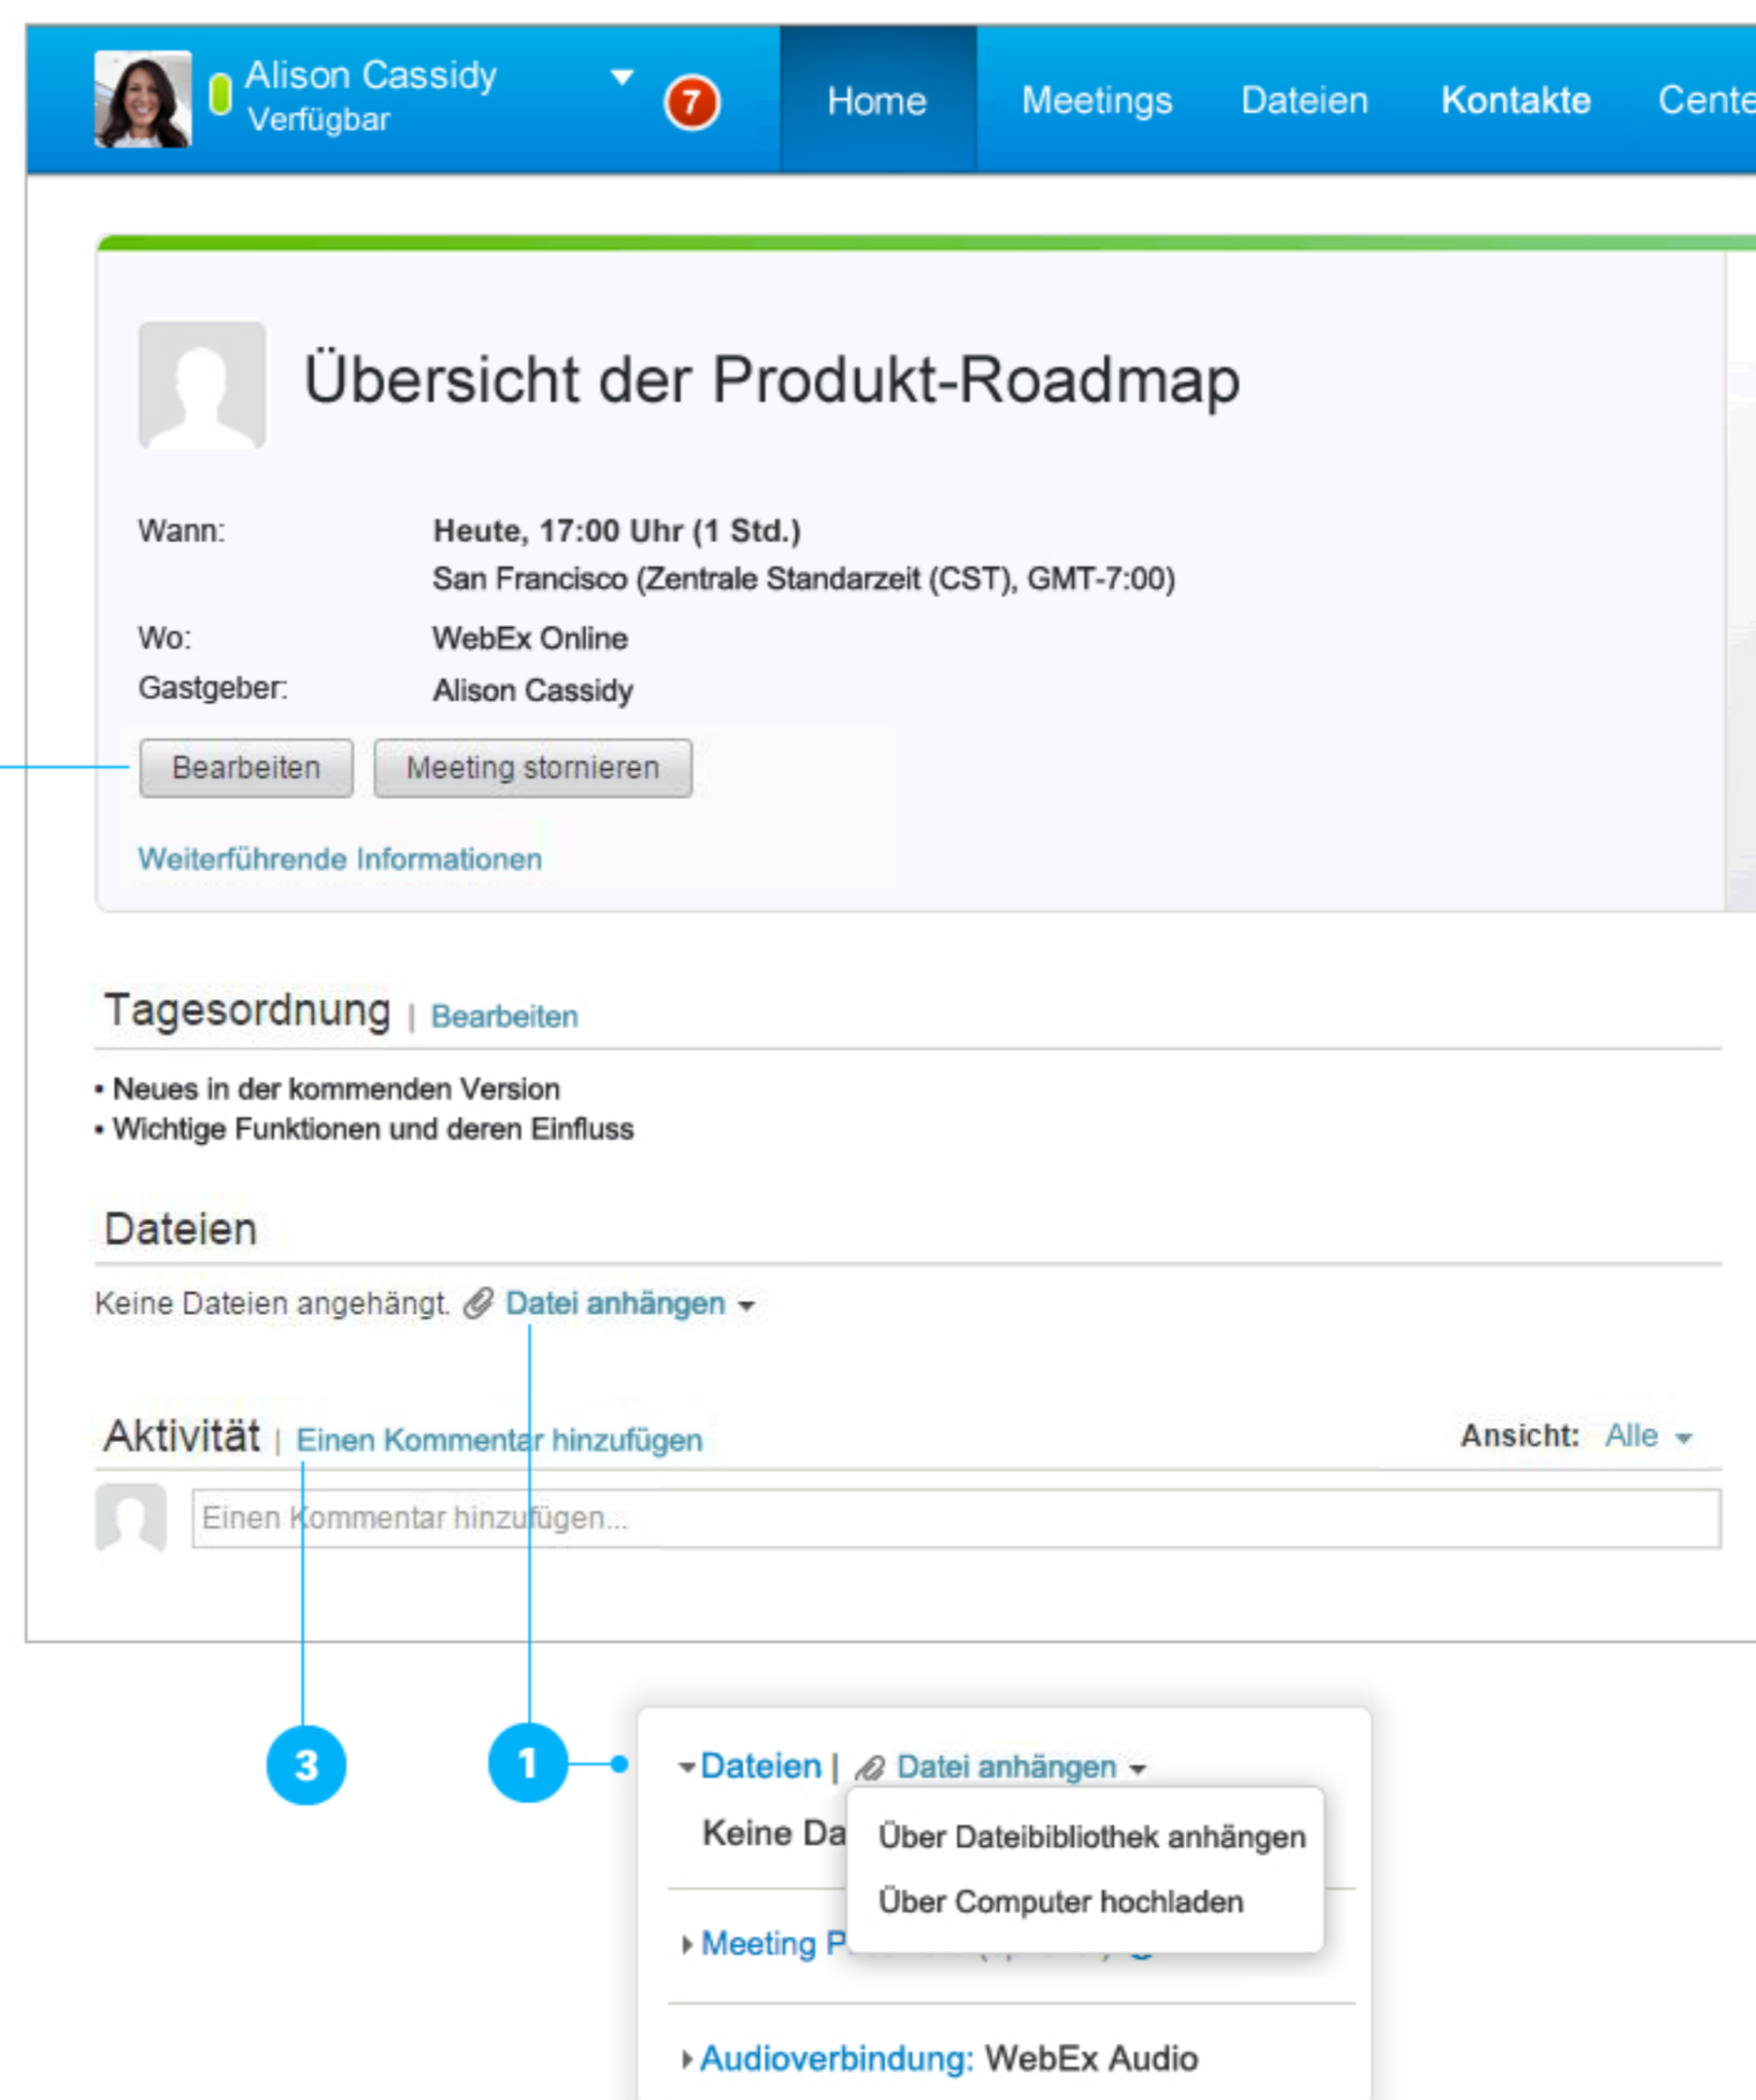 Alison Cassidy
Verfügbar
7
Home Meetings Dateien Kontakte
Übersicht der Produkt-Roadmap
Wann: Heute, 17:00 Uhr (1 Std.)
San Francisco (Zentrale Standarzeit (CST), GMT-7:00)
Wo: WebEx Online
Gastgeber: Alison Cassidy
Bearbeiten Meeting stornieren
Weiterführende Informationen
Tagesordnung | Bearbeiten
• Neues in der kommenden Version
• Wichtige Funktionen und deren Einfluss
Dateien
Keine Dateien angehängt. Datei anhängen
Aktivität | Einen Kommentar hinzufügen Ansicht: Alle
Einen Kommentar hinzufügen...
3 1
Dateien | Datei anhängen
Keine
Über Dateibibliothek anhängen
Über Computer hochladen
Meeting
Audioverbindung: WebEx Audio